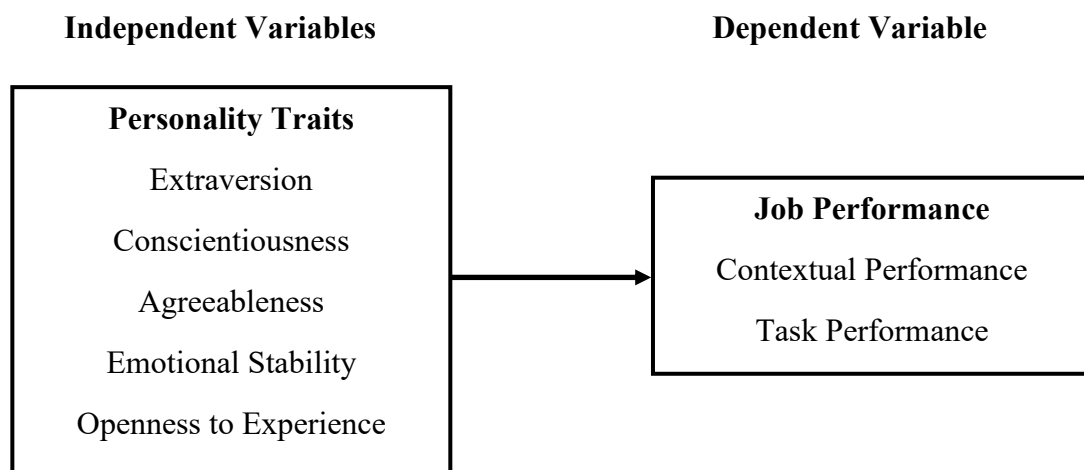 Independent Variables
Dependent Variable
Personality Traits
Extraversion
Conscientiousness
Agreeableness
Emotional Stability
Openness to Experience
Job Performance
Contextual Performance
Task Performance